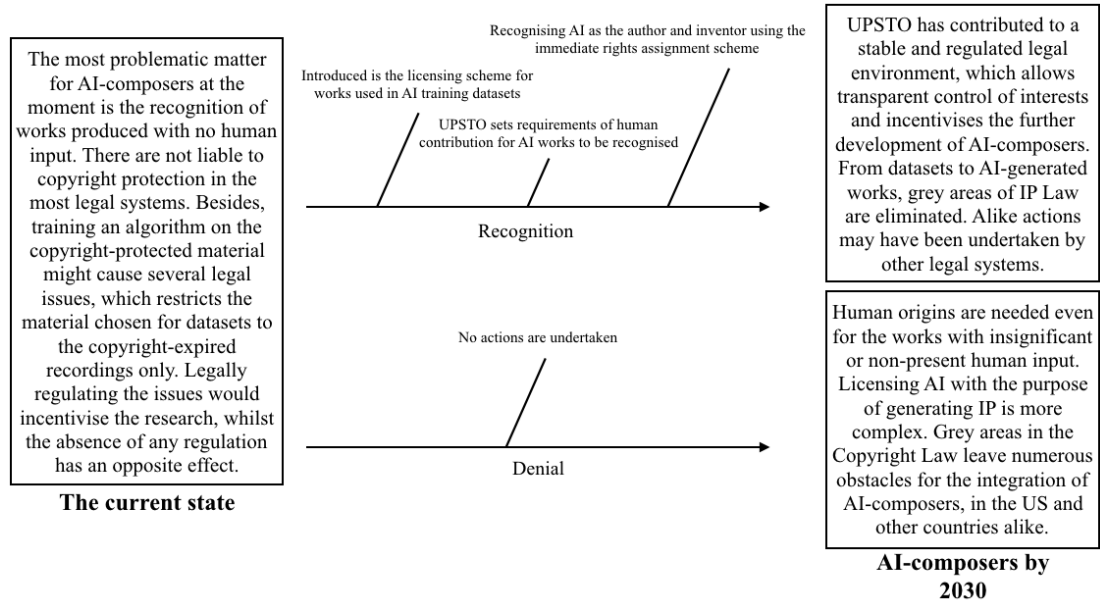 The most problematic matter
for AI-composers at the
moment is the recognition of
works produced with no human
input. There are not liable to
copyright protection in the
most legal systems. Besides,
training an algorithm on the
copyright-protected material
might cause several legal
issues, which restricts the
material chosen for datasets to
the copyright-expired
recordings only. Legally
regulating the issues would
incentivise the research, whilst
the absence of any regulation
has an opposite effect.
The current state
Introduced is the licensing scheme for
works used in AI training datasets
UPSTO sets requirements of human
contribution for AI works to be recognised
Recognising AI as the author and inventor using the
immediate rights assignment scheme
Recognition
No actions are undertaken
Denial
UPSTO has contributed to a
stable and regulated legal
environment, which allows
transparent control of interests
and incentivises the further
development of AI-composers.
From datasets to AI-generated
works, grey areas of IP Law
are eliminated. Alike actions
may have been undertaken by
other legal systems.
Human origins are needed even
for the works with insignificant
or non-present human input.
Licensing AI with the purpose
of generating IP is more
complex. Grey areas in the
Copyright Law leave numerous
obstacles for the integration of
AI-composers, in the US and
other countries alike.
AI-composers by
2030